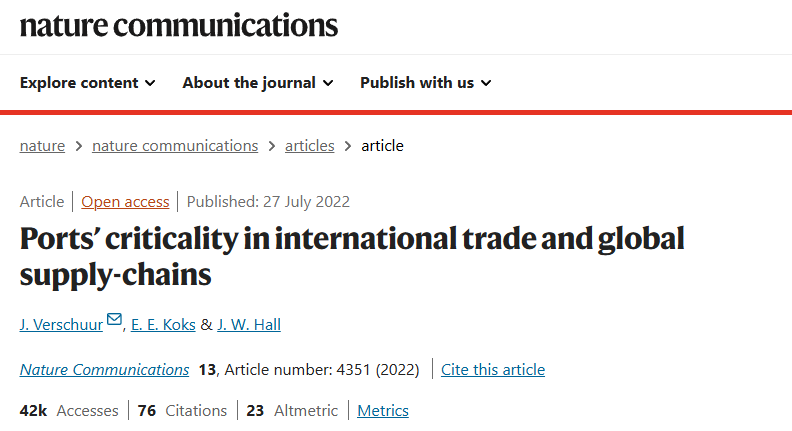 nature communications
Explore content About the journal Publish with us
nature > nature communications > articles > article
Article | Open access | Published: 27 July 2022
Ports’ criticality in international trade and global
supply-chains
J. Verschuur, E. E. Koks & J. W. Hall
Nature Communications 13, Article number: 4351 (2022) | Cite this article
42k Accesses | 76 Citations | 23 Altmetric | Metrics